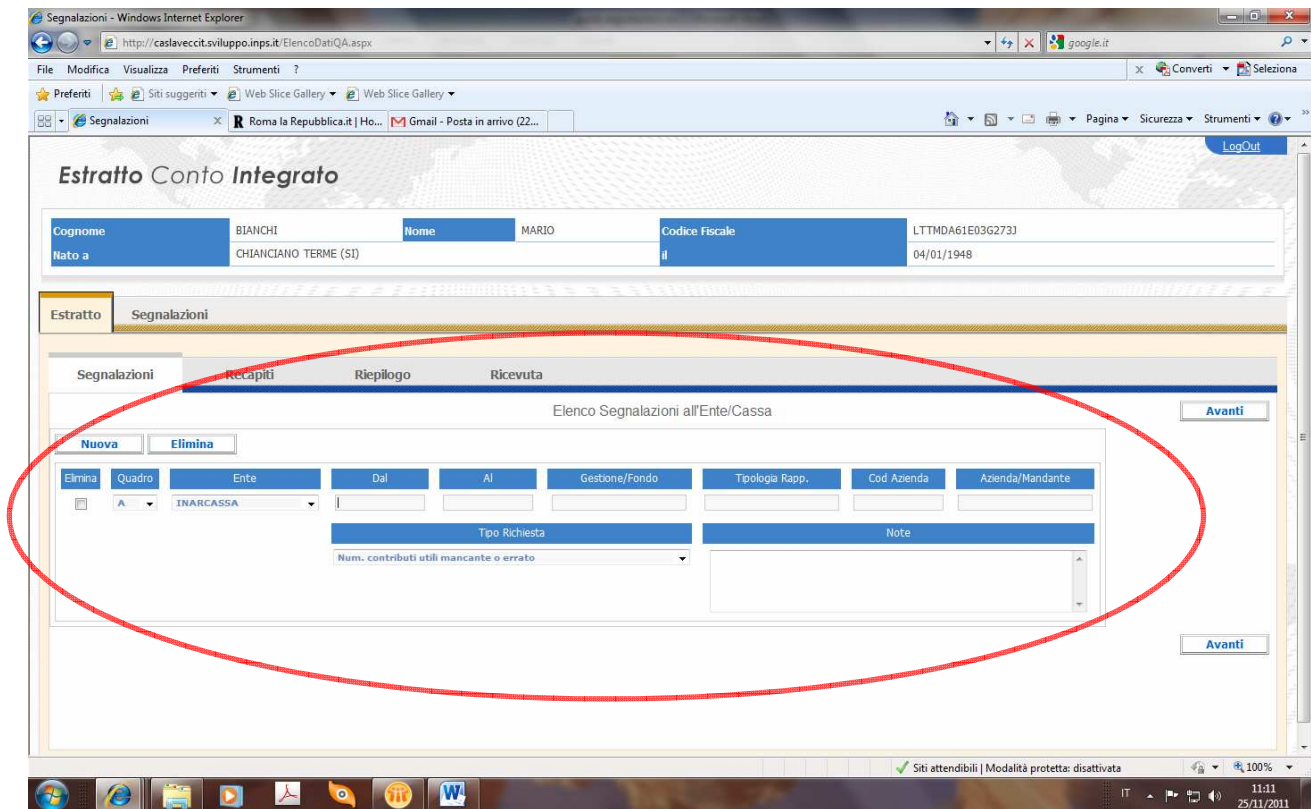 Segnalazioni - Windows Internet Explorer
http://caslaveccit.sviluppo.inps.it/ElencoDatiQA.aspx google.it
File Modifica Visualizza Preferiti Strumenti ? x Converti Seleziona
Preferiti Siti suggeriti Web Slice Gallery Web Slice Gallery
Segnalazioni x Roma la Repubblica.it | Ho... Gmail - Posta in arrivo (22... Pagina Sicurezza Strumenti »
LogOut
Estratto Conto Integrato
Cognome BIANCHI Nome MARIO Codice Fiscale LTTMDA61E03G273J
Nato a CHIANCIANO TERME (SI) il 04/01/1948
Estratto Segnalazioni
Segnalazioni Recapiti Riepilogo Ricevuta
Elenco Segnalazioni all'Ente/Cassa Avanti
Nuova Elimina
Elimina Quadro Ente Dal Al Gestione/Fondo Tipologia Rapp. Cod Azienda Azienda/Mandante
A INARCASSA
Tipo Richiesta Note
Num. contributi utili mancante o errato
Avanti
Siti attendibili | Modalità protetta: disattivata 100%
IT 11:11
25/11/2011